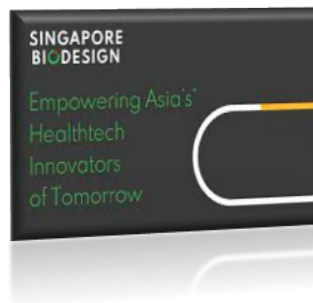 SINGAPORE
BIODESIGN
Empowering Asia's*
Healthtech
Innovators
of Tomorrow